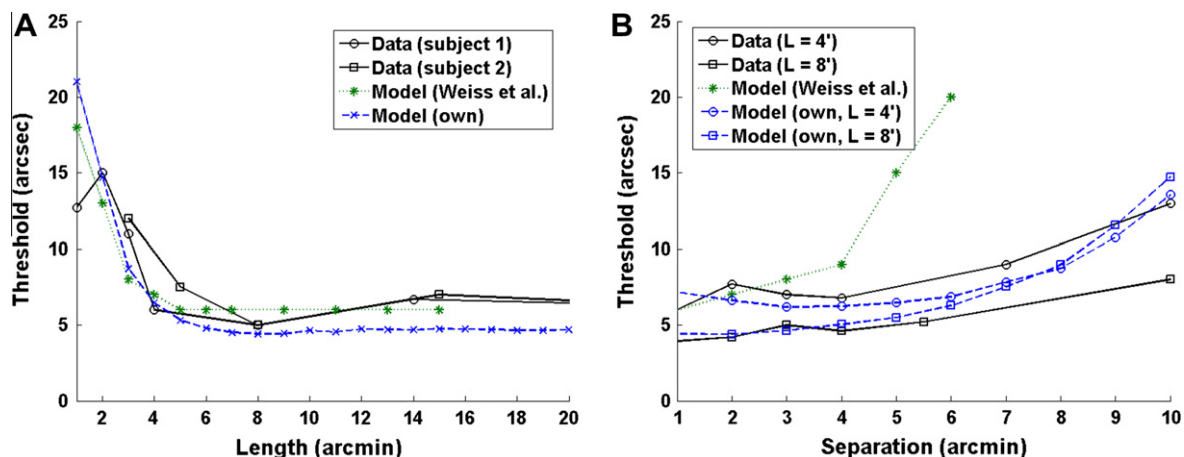 A
25
20
15
10
5
0
Threshold (arcsec)
2 4 6 8 10 12 14 16 18 20
Length (arcmin)
Data (subject 1)
Data (subject 2)
Model (Weiss et al.)
Model (own)
B
25
20
15
10
5
0
Threshold (arcsec)
1 2 3 4 5 6 7 8 9 10
Separation (arcmin)
Data (L = 4')
Data (L = 8')
Model (Weiss et al.)
Model (own, L = 4')
Model (own, L = 8')